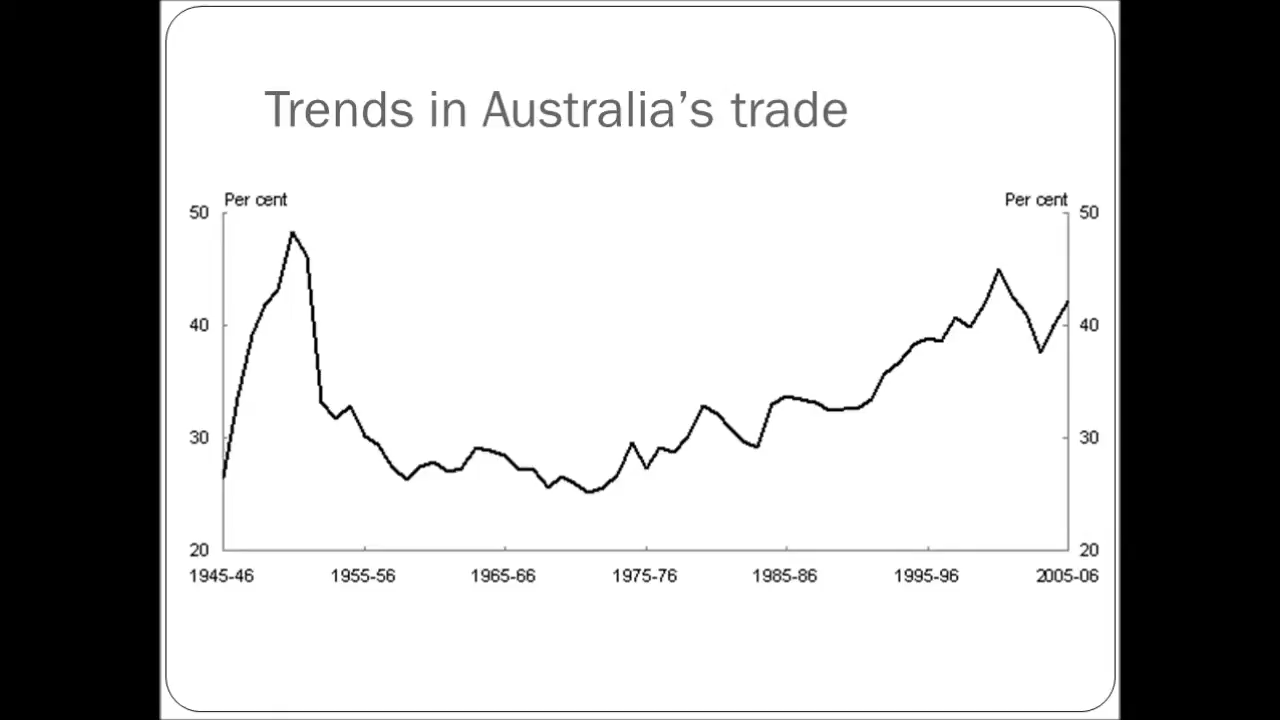 Trends in Australia’s trade
Per cent Per cent
50 50
40 40
30 30
20 20
1945-46 1955-56 1965-66 1975-76 1985-86 1995-96 2005-06